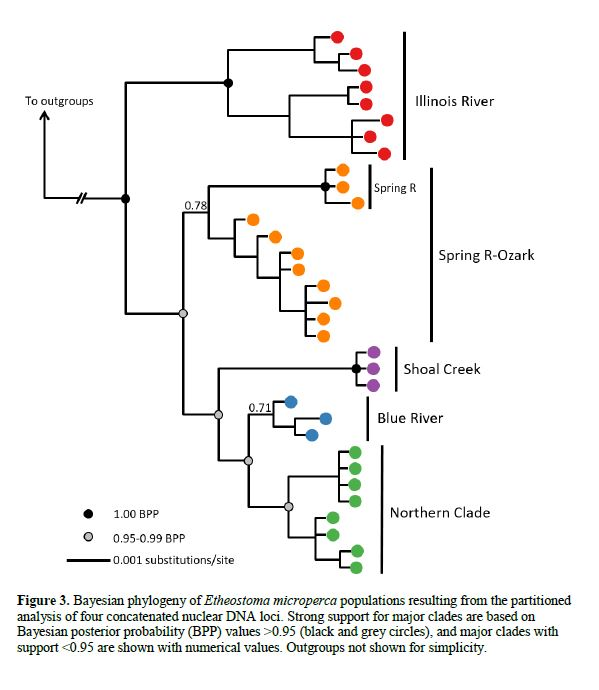 To outgroups
Illinois River
0.78
Spring R
Spring R-Ozark
Shoal Creek
0.71
Blue River
Northern Clade
1.00 BPP
0.95-0.99 BPP
0.001 substitutions/site
Figure 3. Bayesian phylogeny of Etheostoma microperca populations resulting from the partitioned
analysis of four concatenated nuclear DNA loci. Strong support for major clades are based on
Bayesian posterior probability (BPP) values >0.95 (black and grey circles), and major clades with
support <0.95 are shown with numerical values. Outgroups not shown for simplicity.